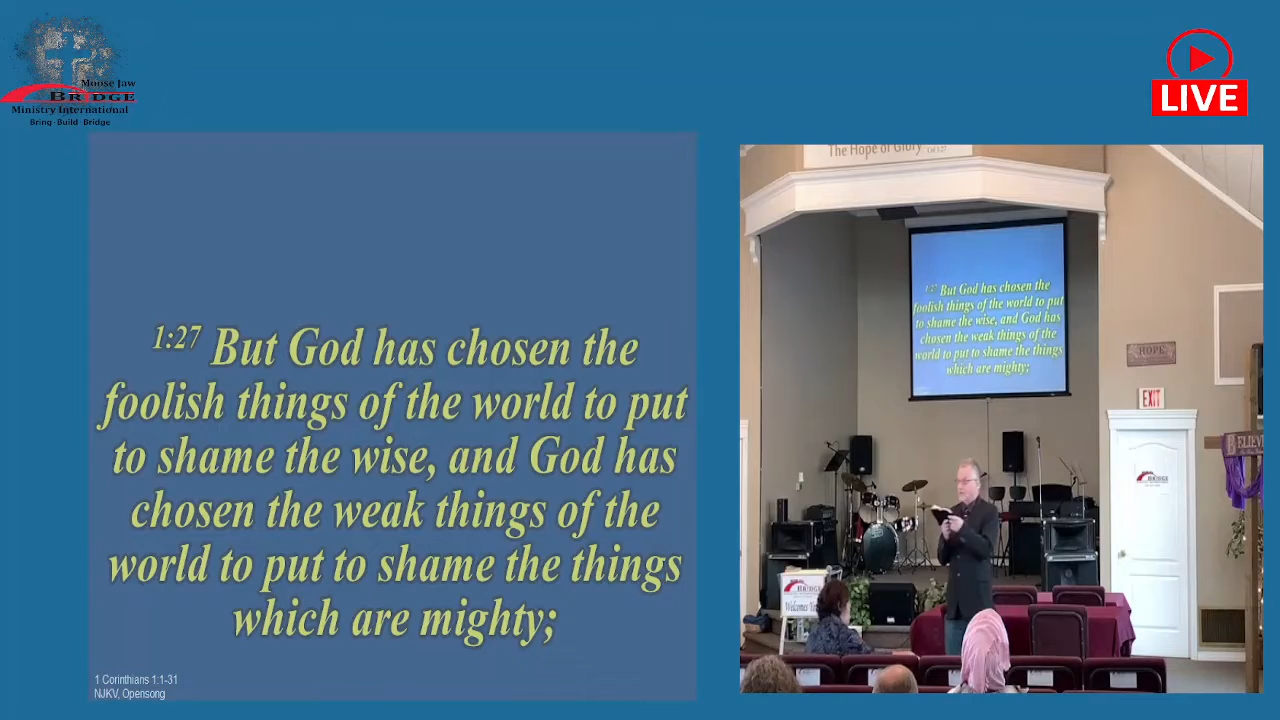 Moose Jaw
BRIDGE
Ministry International
Bring · Build · Bridge
LIVE
1:27 But God has chosen the
foolish things of the world to put
to shame the wise, and God has
chosen the weak things of the
world to put to shame the things
which are mighty;
1 Corinthians 1:1-31
NJKV, Opensong
The Hope of Glory
1:27 But God has chosen the
foolish things of the world to put
to shame the wise, and God has
chosen the weak things of the
world to put to shame the things
which are mighty;
HOPE
EXIT
BELIEVE
BRIDGE
BRIDGE